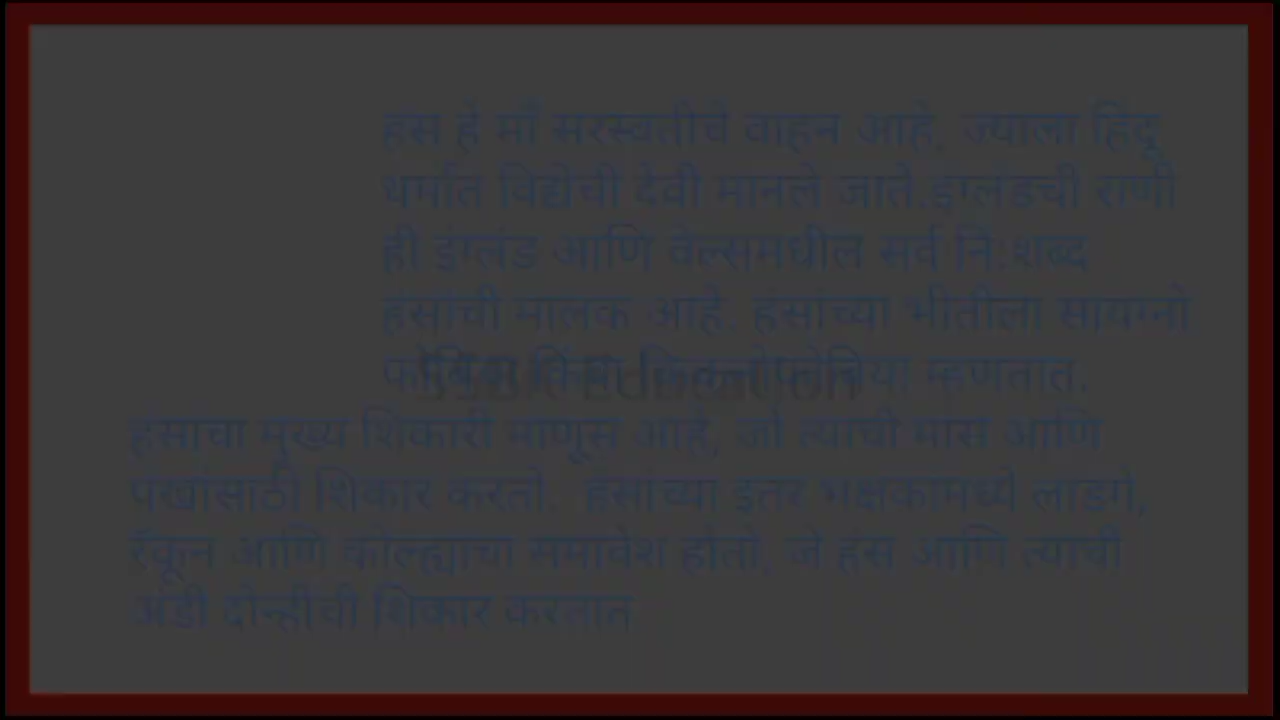 हंस हे माँ सरस्वतीचे वाहन आहे, ज्याला हिंदू
धर्मात विद्येची देवी मानले जाते.इंग्लंडची राणी
ही इंग्लंड आणि वेल्समधील सर्व नि:शब्द
हंसांची मालक आहे. हंसांच्या भीतीला सायग्नो
फोबिया किंवा म्हणतात.
Education
हंसाचा मुख्य शिकारी माणूस आहे, जो त्याची मांस आणि
पंखांसाठी शिकार करतो. हंसांच्या इतर भक्षकांमध्ये लांडगे,
रॅकून आणि कोल्ह्याचा समावेश होतो, जे हंस आणि त्याची
अंडी दोन्हीची शिकार करतात